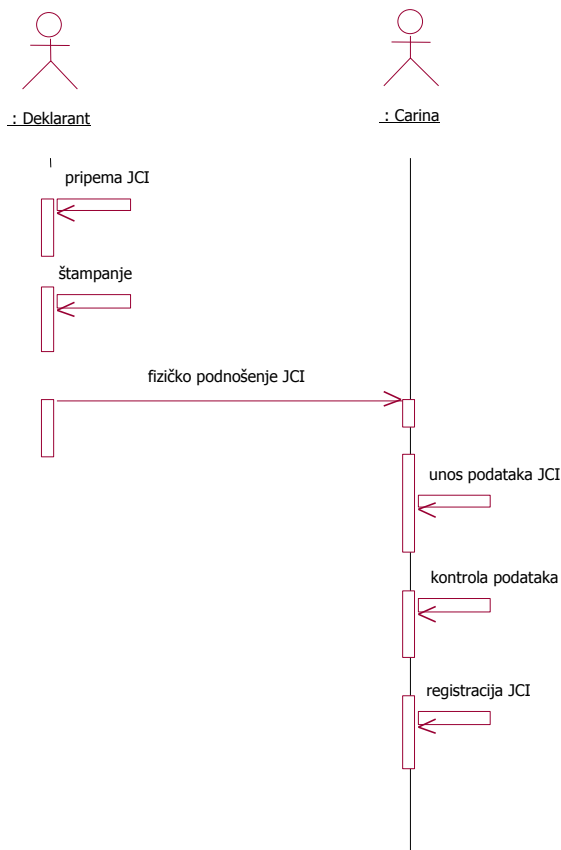 : Deklarant
: Carina
pripema JCI
štampanje
fizičko podnošenje JCI
unos podataka JCI
kontrola podataka
registracija JCI